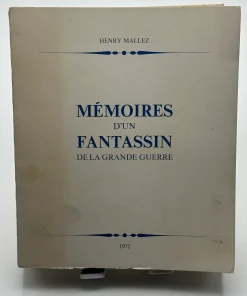 HENRY MALLEZ
MÉMOIRES
D'UN
FANTASSIN
DE LA GRANDE GUERRE
1972